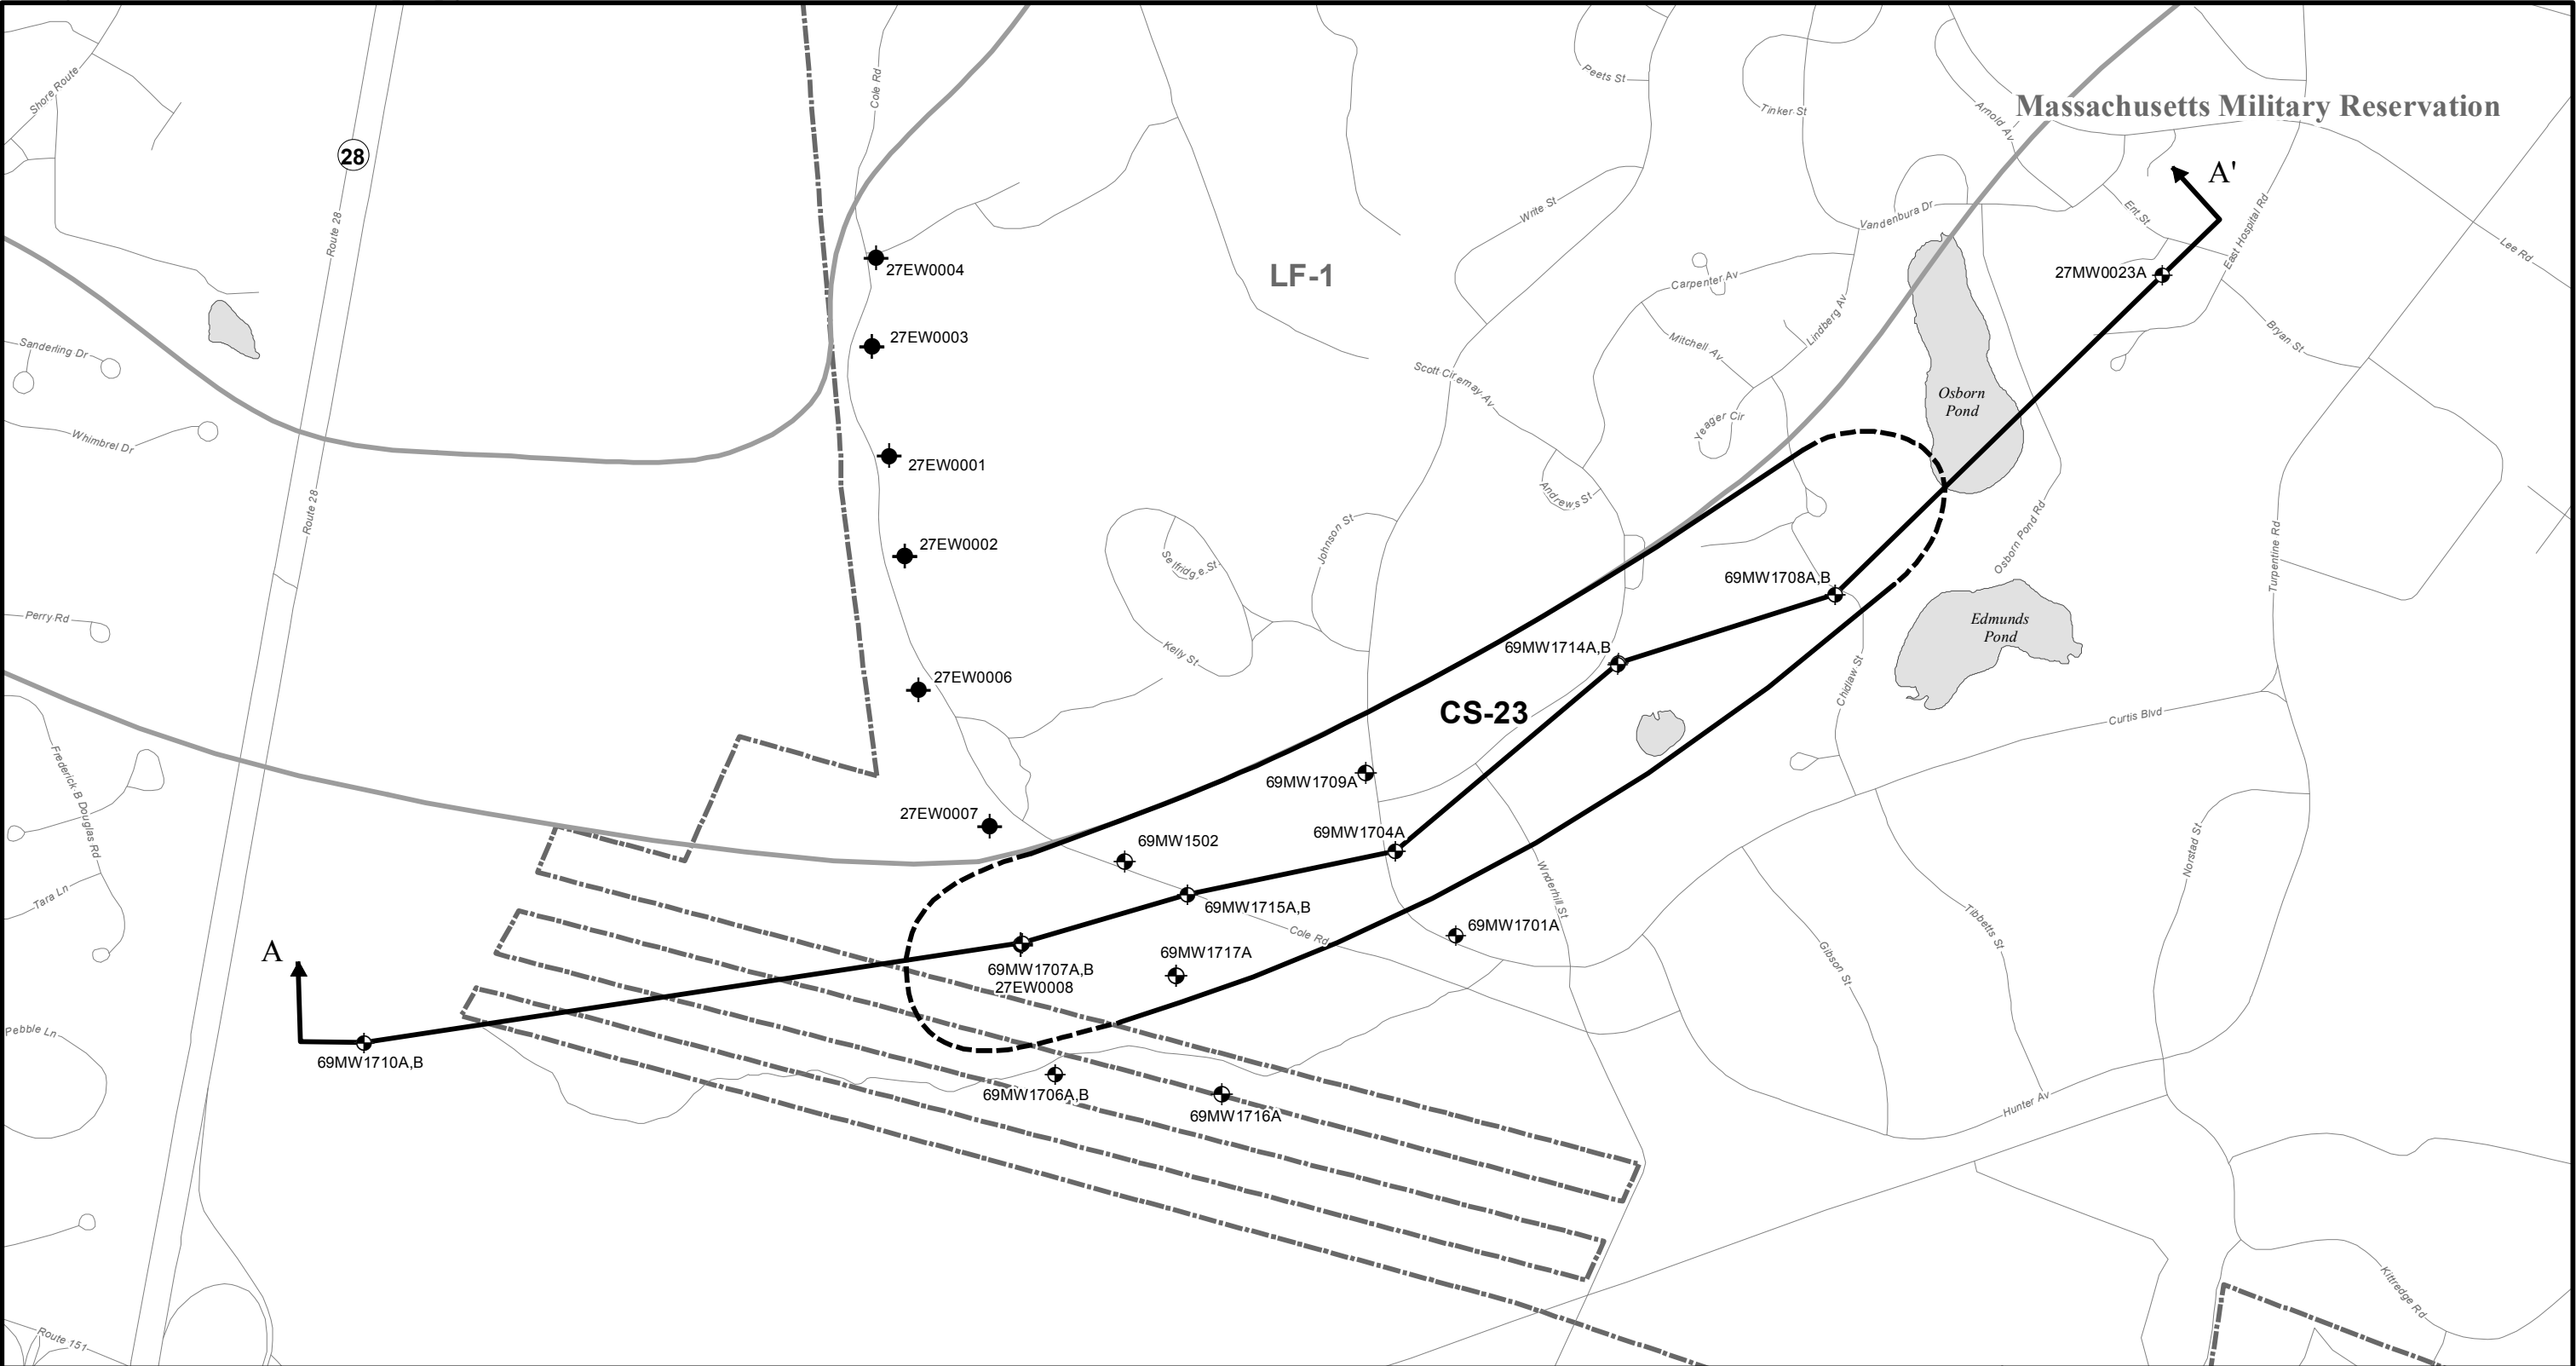 Shore Route
28
Route 28
Cole Rd
Peets St
Tinker St
Arnold Av
Massachusetts Military Reservation
A'
Write St
Vandenbura Dr
Ent St
East Hospital Rd
Lee Rd
27EW0004
LF-1
Carpenter Av
27MW0023A
27EW0003
Sanderling Dr
Mitchell Av
Lindberg Av
Bryan St
Scott Cir
emay Av
Osborn
Pond
Whimbrel Dr
Yeager Cir
27EW0001
Andrews St
Route 28
Johnson St
27EW0002
Selfridge St
Osborn Pond Rd
Turpentine Rd
69MW1708A,B
Perry Rd
Edmunds
Pond
Kelly St
69MW1714A,B
27EW0006
Chidlaw St
CS-23
Curtis Blvd
Frederick B Douglas Rd
69MW1709A
27EW0007
69MW1502
69MW1704A
Norstad St
Tara Ln
Winderhill St
69MW1715A,B
69MW1701A
Cole Rd
Tibbetts St
A
69MW1717A
Gibson St
69MW1707A,B
27EW0008
Pebble Ln
69MW1710A,B
69MW1706A,B
69MW1716A
Hunter Av
Kittredge Rd
Route 151